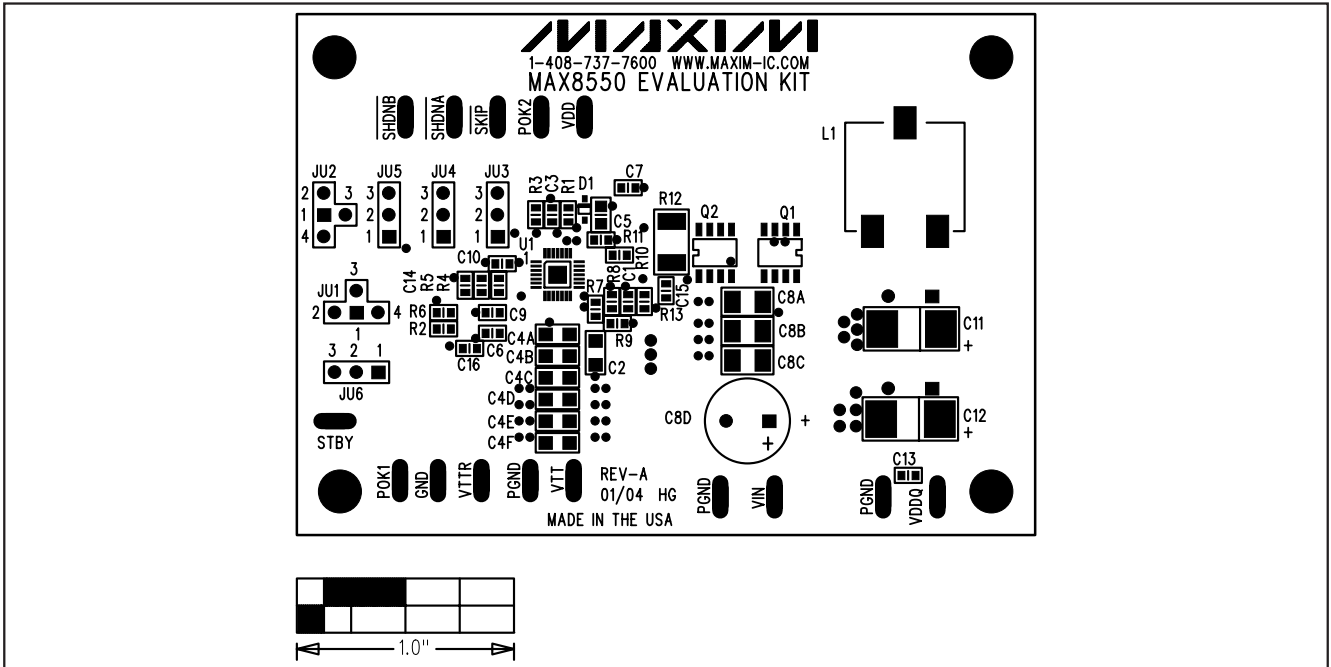 MAXIM
1-408-737-7600 WWW.MAXIM-IC.COM
MAX8550 EVALUATION KIT
SHDNB
SHDNA
SKIP
POK2
VDD
L1
JU2
2
3
1
4
JU5
3
2
1
JU4
3
2
1
JU3
3
2
1
R3
C3
R1
D1
C7
C5
R11
R12
Q2
Q1
U1
1
C10
C14
R5
R4
R10
R8
C1
R7
C15
R13
R9
3
JU1
2
4
1
R6
R2
C9
C6
C16
C4A
C4B
C4C
C4D
C4E
C4F
C2
C8A
C8B
C8C
C8D
+
+
C11
+
C12
+
C13
3 2 1
JU6
STBY
POK1
GND
VTTR
PGND
VTT
REV-A
01/04 HG
MADE IN THE USA
PGND
VIN
PGND
VDDQ
1.0"